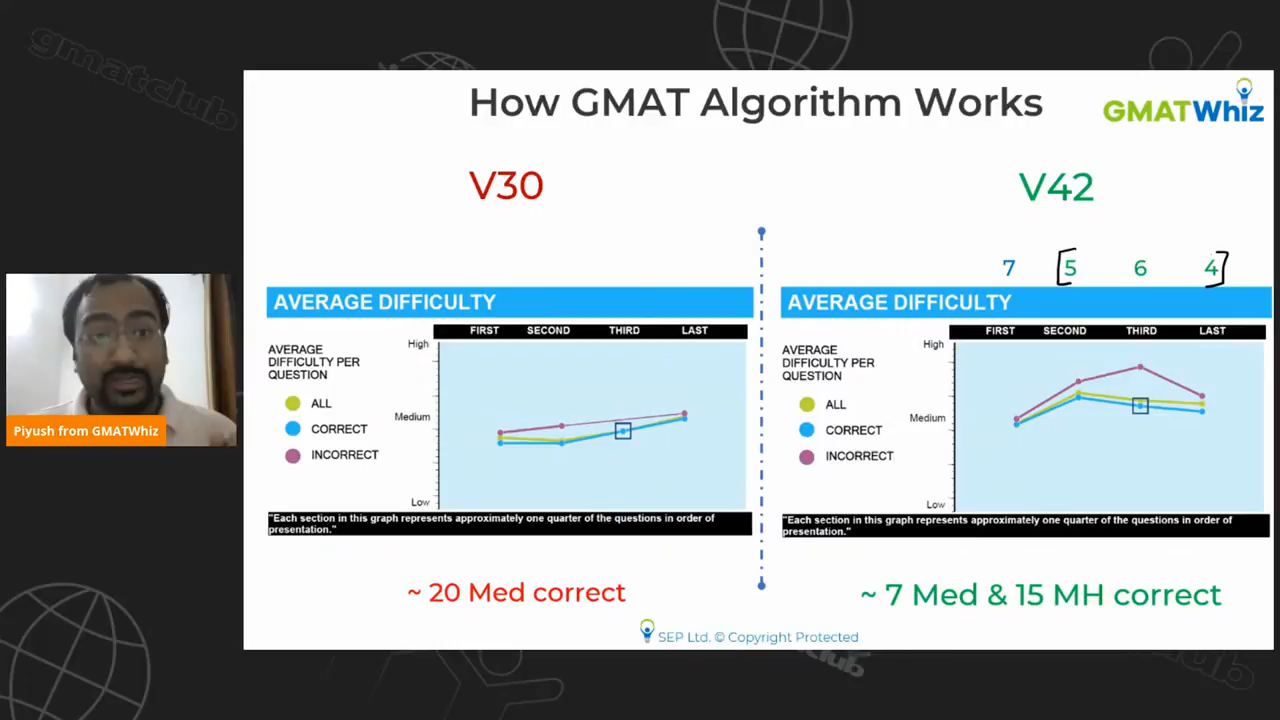 gmatclub
How GMAT Algorithm Works
GMATWhiz
V30
V42
7 [5 6 4]
AVERAGE DIFFICULTY
FIRST SECOND THIRD LAST
AVERAGE
DIFFICULTY PER
QUESTION
ALL
CORRECT
INCORRECT
High
Medium
Low
"Each section in this graph represents approximately one quarter of the questions in order of
presentation."
AVERAGE DIFFICULTY
FIRST SECOND THIRD LAST
AVERAGE
DIFFICULTY PER
QUESTION
ALL
CORRECT
INCORRECT
High
Medium
Low
"Each section in this graph represents approximately one quarter of the questions in order of
presentation."
Piyush from GMATWhiz
~ 20 Med correct
~ 7 Med & 15 MH correct
SEP Ltd. © Copyright Protected